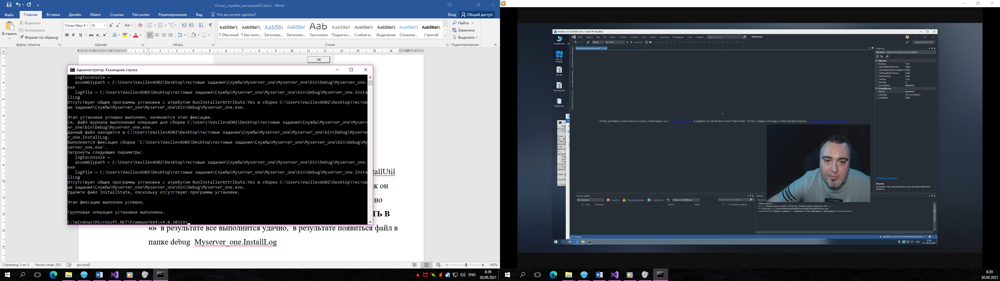 Отчет_службы_васильевАО.docx - Word
Файл Главная Вставка Дизайн Макет Ссылки Рассылки Рецензирование Вид Что вы хотите сделать? Вход Общий доступ
Вставить
Вырезать
Копировать
Формат по образцу
Буфер обмена
Times New R 14
Шрифт
Абзац
АаБбВвГг, АаБбВвГг, АаБбВі АаБбВвГ Аab АаБбВвГ АаБбВвГг АаБбВвГг АаБбВвГг АаБбВвГг,
¶ Обычный ¶ Без инте... Заголово... Заголово... Заголовок Подзагол... Слабое в... Выделение Сильное... Строгий
Стили
Найти
Заменить
Выделить
Редактирование
OK
Администратор: Командная строка
logtoconsole =
assemblypath = C:\Users\VasilevAO02\Desktop\тестовые задания\Службы\Myserver_one\Myserver_one\bin\Debug\Myserver_one.
exe
logfile = C:\Users\VasilevAO02\Desktop\тестовые задания\Службы\Myserver_one\Myserver_one\bin\Debug\Myserver_one.Insta
llLog
Отсутствуют общие программы установки с атрибутом RunInstallerAttribute.Yes в сборке C:\Users\VasilevAO02\Desktop\тестов
ые задания\Службы\Myserver_one\Myserver_one\bin\Debug\Myserver_one.exe.
Этап установки успешно выполнен, начинается этап фиксации.
См. файл журнала выполнения операция для сборки C:\Users\VasilevAO02\Desktop\тестовые задания\Службы\Myserver_one\Myserv
er_one\bin\Debug\Myserver_one.exe.
Данный файл находится в C:\Users\VasilevAO02\Desktop\тестовые задания\Службы\Myserver_one\Myserver_one\bin\Debug\Myserve
r_one.InstallLog.
Выполняется фиксация сборки 'C:\Users\VasilevAO02\Desktop\тестовые задания\Службы\Myserver_one\Myserver_one\bin\Debug\My
server_one.exe'.
Затронуты следующие параметры:
logtoconsole =
assemblypath = C:\Users\VasilevAO02\Desktop\тестовые задания\Службы\Myserver_one\Myserver_one\bin\Debug\Myserver_one.
exe
logfile = C:\Users\VasilevAO02\Desktop\тестовые задания\Службы\Myserver_one\Myserver_one\bin\Debug\Myserver_one.Insta
llLog
Отсутствуют общие программы установки с атрибутом RunInstallerAttribute.Yes в сборке C:\Users\VasilevAO02\Desktop\тестов
ые задания\Службы\Myserver_one\Myserver_one\bin\Debug\Myserver_one.exe.
Удалите файл InstallState, поскольку отсутствуют программы установки.
Этап фиксации выполнен успешно.
Групповая операция установки выполнена.
C:\Windows\Microsoft.NET\Framework64\v4.0.30319>
tallUtil
ак он
но
ть в
«» в результате все выполнится удачно, в результате появиться файл в
папке debug Myserver_one.InstallLog
Страница 3 из 3 Число слов: 293 русский 140%
ENG 8:39
30.09.2021
Windows 10 (10) [Работает] - Oracle VM VirtualBox
Файл Правка Вид Git Проект Сборка Отладка Тест Анализ Средства Расширения Окно Справка MyService
Debug Any CPU АДМИНИСТРАТОР
Компьютер
Win 10
Tweaker
10.vbs
Русский.vbs
MyService
Service1.cs [Конструктор]
Чтобы добавить компоненты в класс, перетащите их с и задайте их свойства в окне "Свойства". Чтобы создать методы и события для класса,
Свойства
Service1 System.ServiceProcess.ServiceBase
Прочее
AutoLog True
CanHandlePowerEvent False
CanHandleSessionChangeEve False
CanPauseAndContinue False
CanShutdown False
CanStop True
ExitCode 0
ServiceName Service1
Разработка
(Name) Service1
Language (По умолчанию)
Localizable False
Добавить установщик
(Name)
Указывает имя, используемое в коде для идентификации
объекта.
Список ошибок
Все решение 0 Ошибки 0 Предупреждения 0 Сообщения Сборка и IntelliSense
Код Описание Проект Файл Ст... Состояние подавле...
Вывод
Сборка начата...
1>------ Сборка начата: проект: MyService, Конфигурация: Debug Any CPU ------
1> MyService -> C:\Users\Admin\Desktop\MyService\bin\Debug\MyService.exe
========== Сборка: успешно: 1, с ошибками: 0, без изменений: 0, пропущено: 0 ==========
Готово Добавить в систему управления версиями
ENG 20:08
Пт, 06.08.2021
8:39
30.09.2021